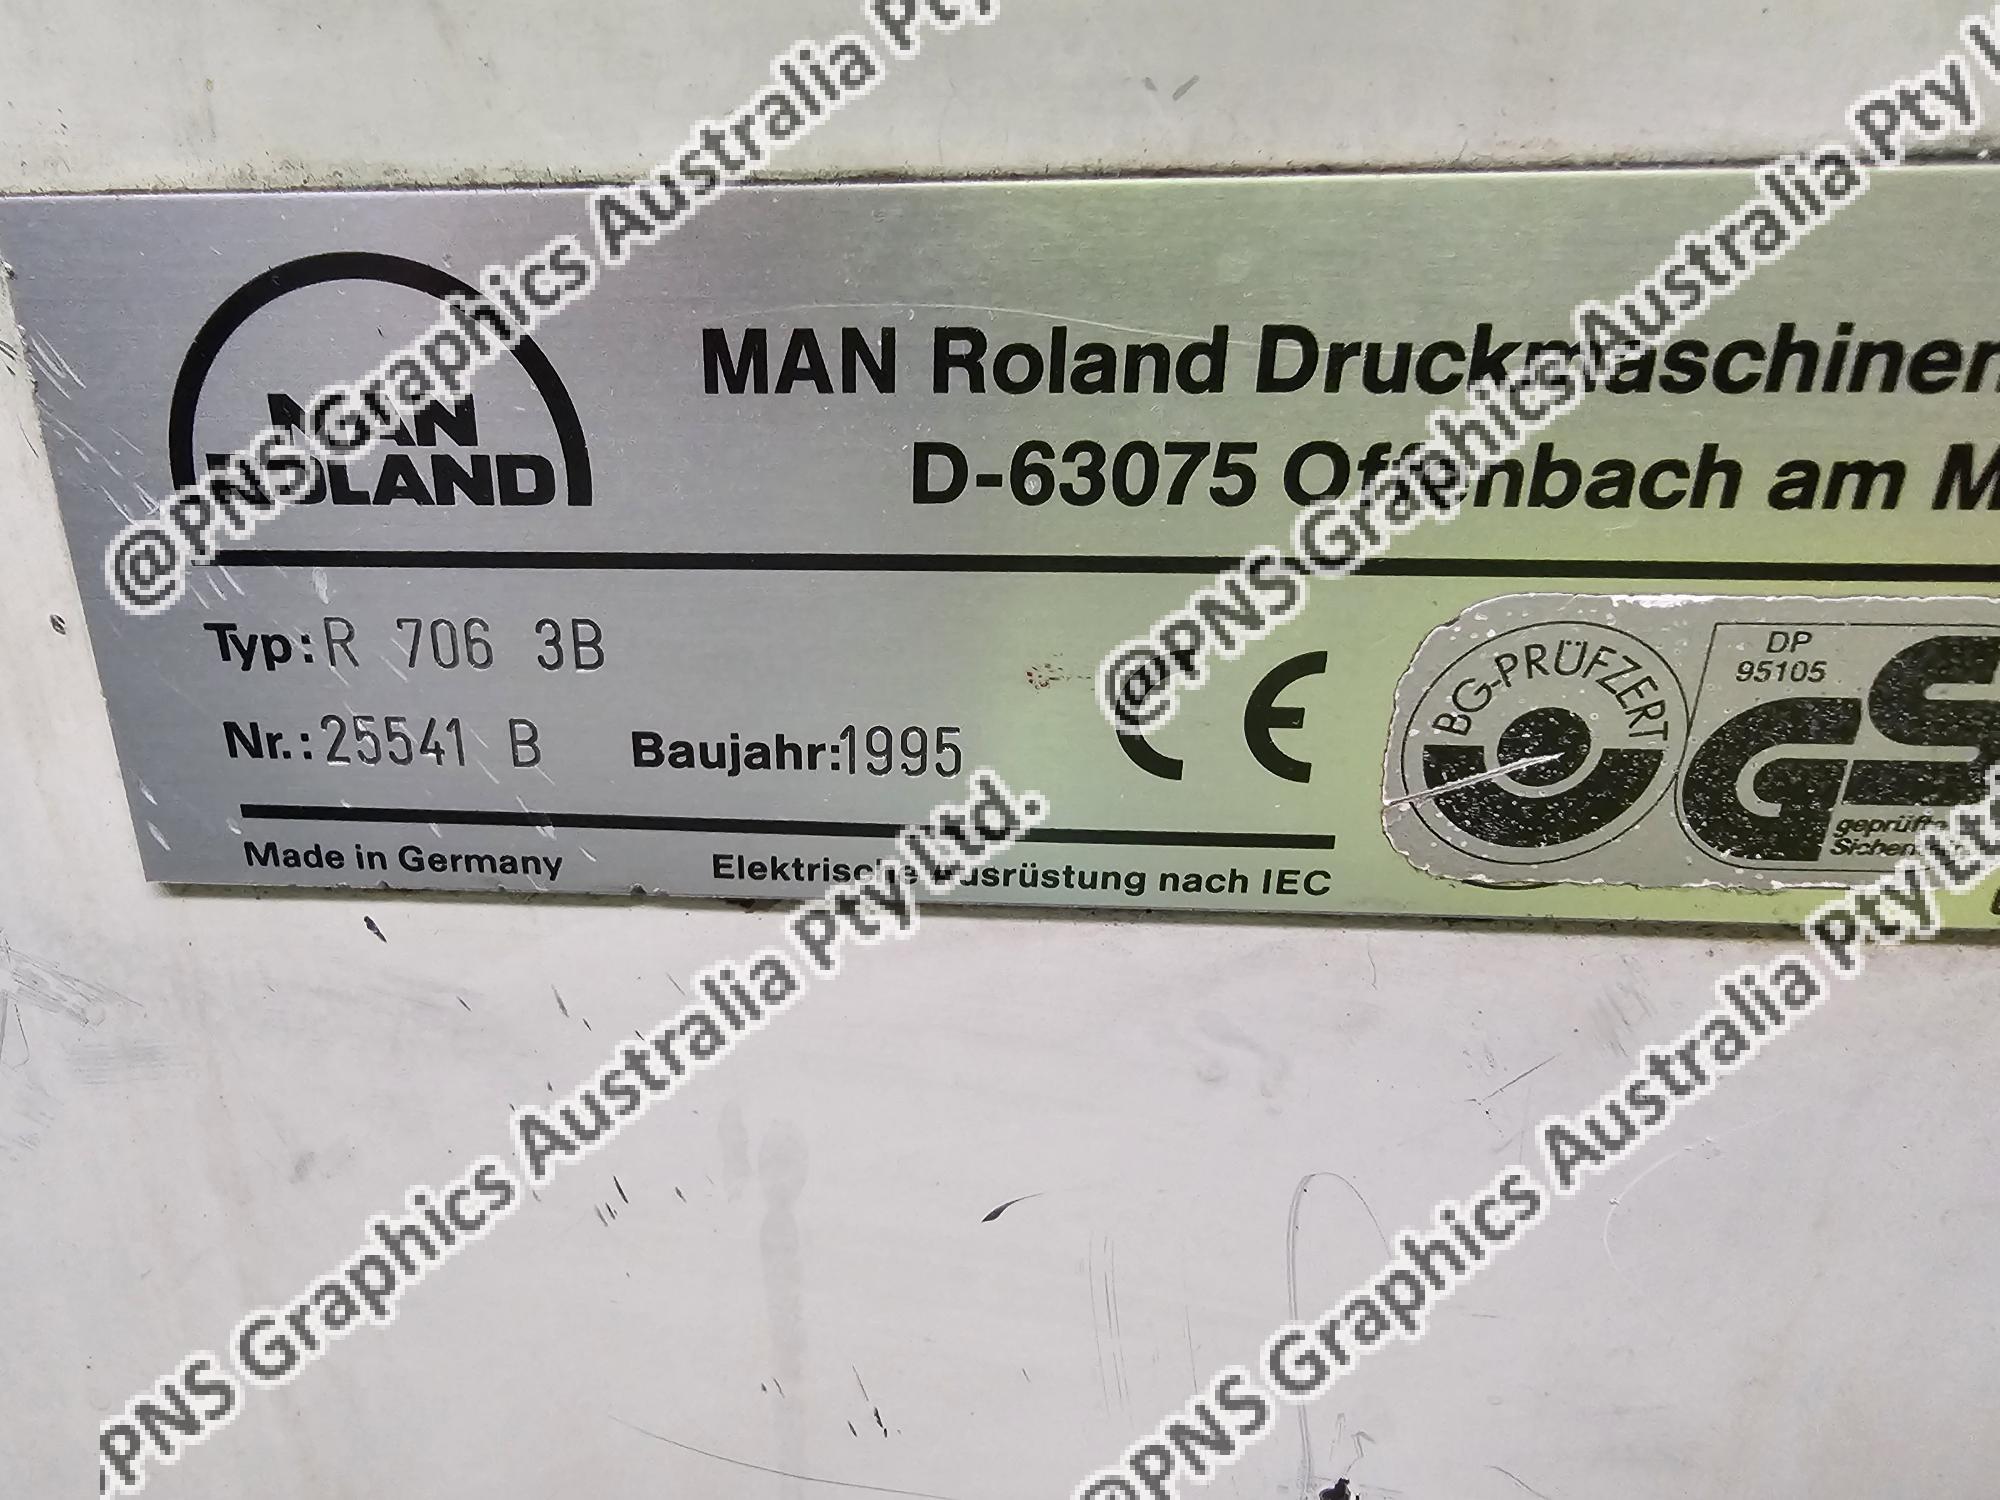 @PNS Graphics Australia Pty
@PNS Graphics Australia Pty L
MAN
ROLAND
MAN Roland Druckmaschinen
D-63075 Offenbach am M
Typ: R 706 3B
Nr.: 25541 B Baujahr: 1995
CE
BG-PRÜFZERT
DP
95105
GS
geprüfte
Made in Germany
Elektrische Ausrüstung nach IEC
PNS Graphics Australia Pty Ltd.
@PNS Graphics Australia Pty Ltd